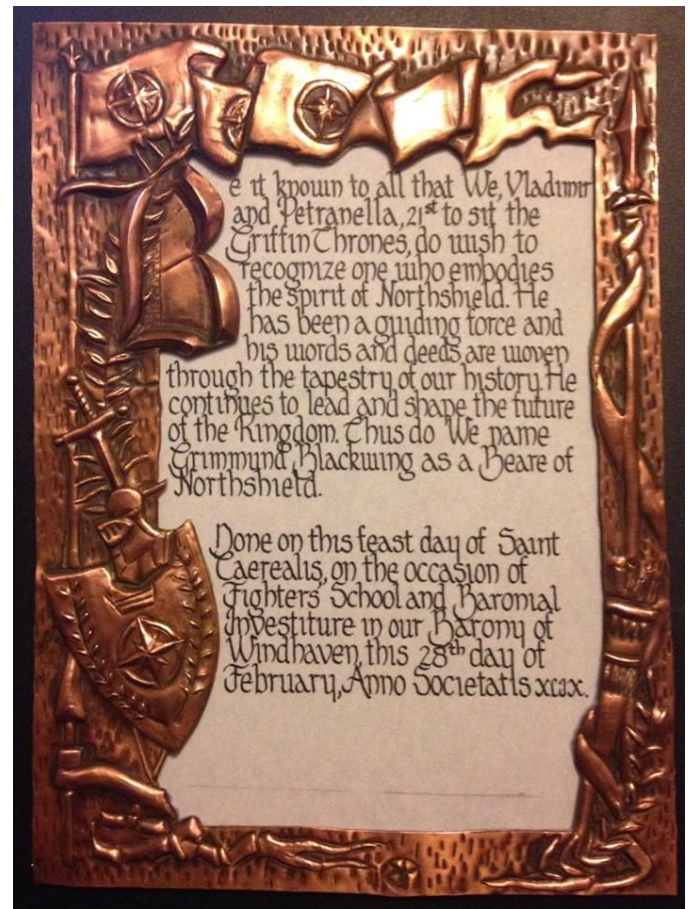 Be it known to all that We, Vladimir
and Petranella, 21st to sit the
Griffin Thrones, do wish to
recognize one who embodies
the spirit of Northshield. He
has been a guiding force and
his words and deeds are woven
through the tapestry of our history. He
continues to lead and shape the future
of the Kingdom. Thus do We name
Grimmund Blackwing as a Beare of
Northshield.
Done on this feast day of Saint
Caerealis, on the occasion of
Fighters' School and Baronial
Investiture in our Barony of
Windhaven, this 28th day of
February, Anno Societatis xcix.